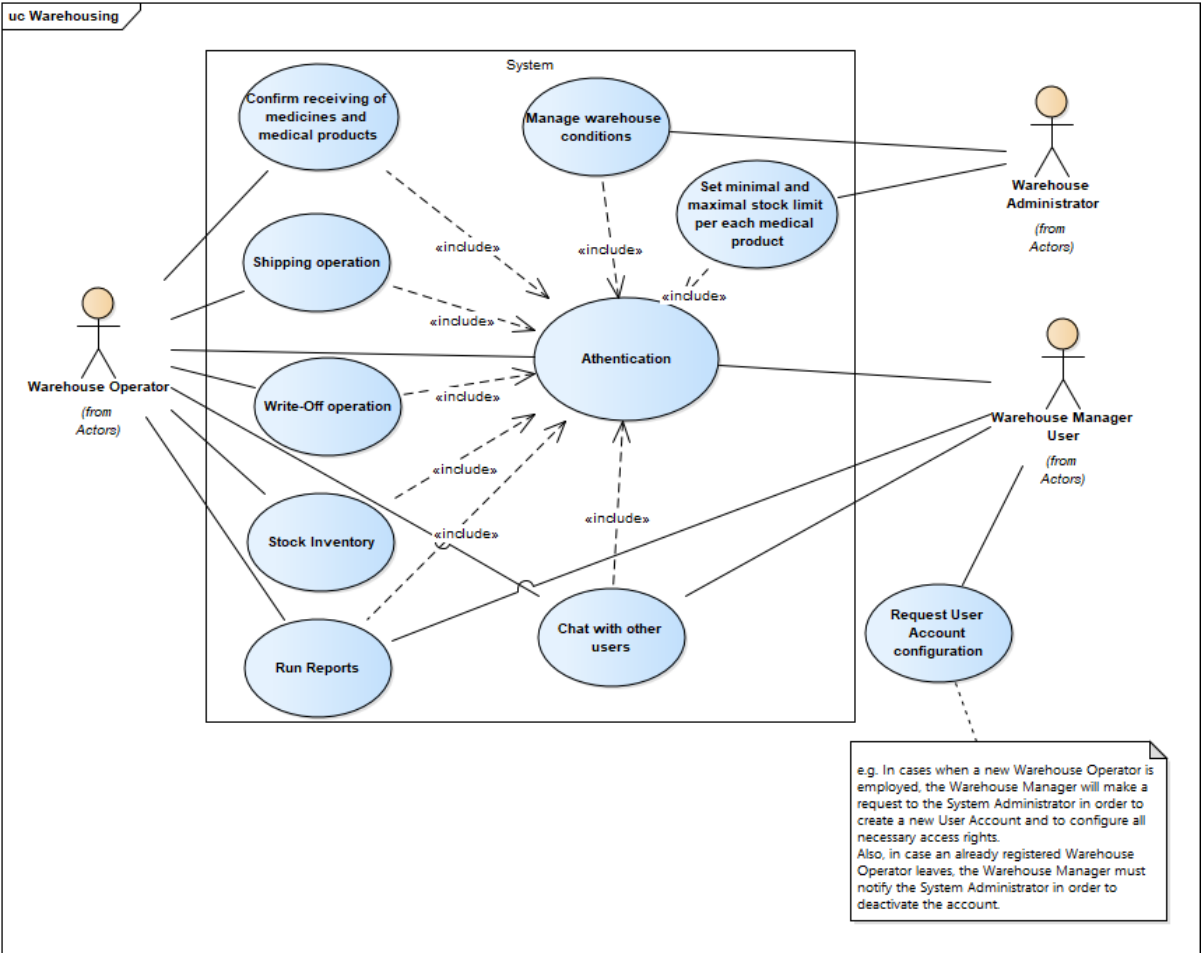 uc Warehousing
System
Confirm receiving of
medicines and
medical products
Manage warehouse
conditions
Set minimal and
maximal stock limit
per each medical
product
Warehouse
Administrator
(from
Actors)
«include»
«include»
«include»
Shipping operation
«include»
Athentication
Warehouse Operator
(from
Actors)
Write-Off operation
«include»
Warehouse Manager
User
(from
Actors)
«include»
Stock Inventory
«include»
«include»
Run Reports
Chat with other
users
Request User
Account
configuration
e.g. In cases when a new Warehouse Operator is
employed, the Warehouse Manager will make a
request to the System Administrator in order to
create a new User Account and to configure all
necessary access rights.
Also, in case an already registered Warehouse
Operator leaves, the Warehouse Manager must
notify the System Administrator in order to
deactivate the account.